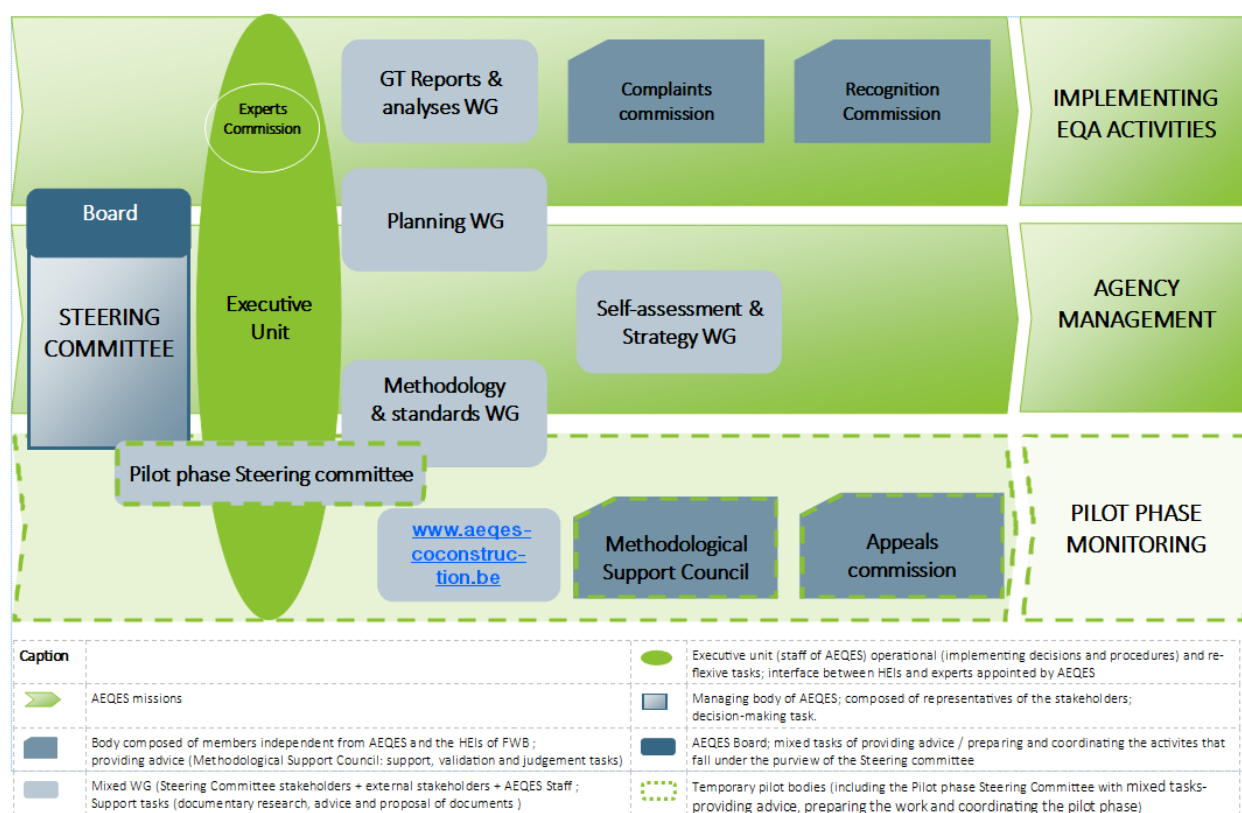 GT Reports &
analyses WG
Complaints
commission
Recognition
Commission
IMPLEMENTING
EQA ACTIVITIES
Experts
Commission
Board
Planning WG
STEERING
COMMITTEE
Executive
Unit
Self-assessment &
Strategy WG
AGENCY
MANAGEMENT
Methodology
& standards WG
Pilot phase Steering committee
www.aeqes-
coconstruc-
tion.be
Methodological
Support Council
Appeals
commission
PILOT PHASE
MONITORING
Caption
Executive unit (staff of AEQES) operational (implementing decisions and procedures) and re-
flexive tasks; interface between HEIs and experts appointed by AEQES
AEQES missions
Managing body of AEQES; composed of representatives of the stakeholders;
decision-making task.
Body composed of members independent from AEQES and the HEIs of FWB ;
providing advice (Methodological Support Council: support, validation and judgement tasks)
AEQES Board; mixed tasks of providing advice / preparing and coordinating the activites that
fall under the purview of the Steering committee
Mixed WG (Steering Committee stakeholders + external stakeholders + AEQES Staff ;
Support tasks (documentary research, advice and proposal of documents )
Temporary pilot bodies (including the Pilot phase Steering Committee with mixed tasks-
providing advice, preparing the work and coordinating the pilot phase)